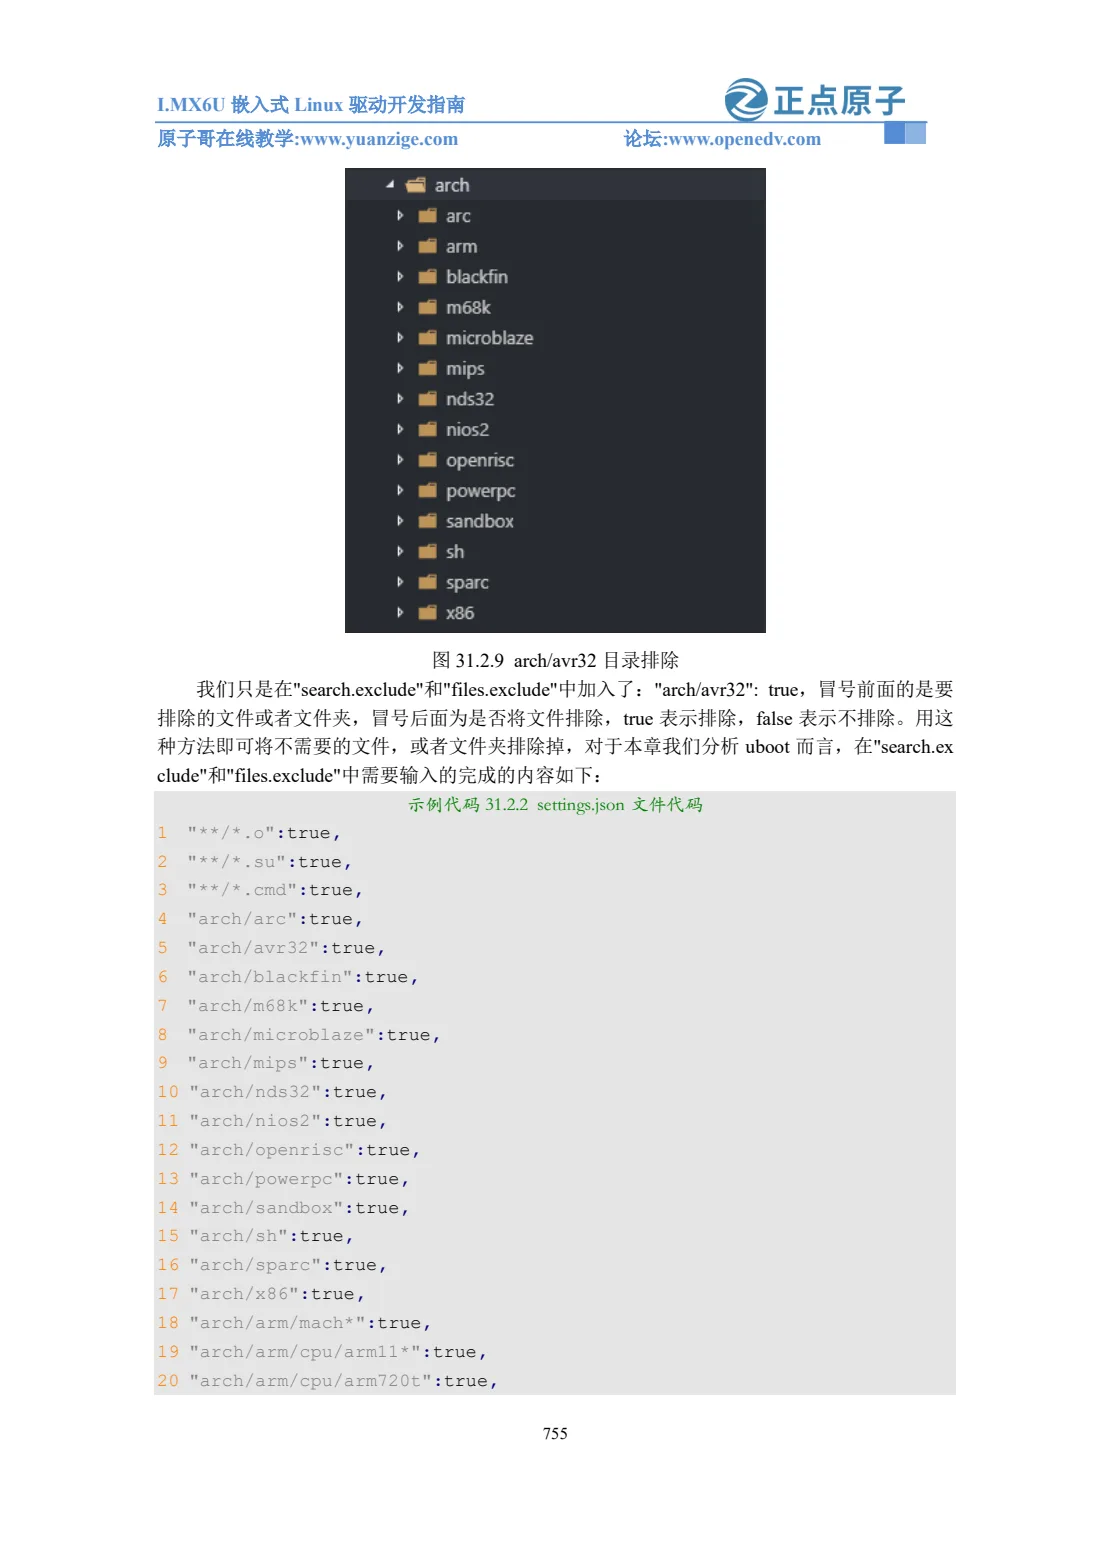 I.MX6U 嵌入式 Linux 驱动开发指南
正点原子
原子哥在线教学:www.yuanzige.com 论坛:www.openedv.com
arch
arc
arm
blackfin
m68k
microblaze
mips
nds32
nios2
openrisc
powerpc
sandbox
sh
sparc
x86
图 31.2.9 arch/avr32 目录排除
我们只是在"search.exclude"和"files.exclude"中加入了："arch/avr32": true，冒号前面的是要
排除的文件或者文件夹，冒号后面为是否将文件排除，true 表示排除，false 表示不排除。用这
种方法即可将不需要的文件，或者文件夹排除掉，对于本章我们分析 uboot 而言，在"search.ex
clude"和"files.exclude"中需要输入的完成的内容如下：
示例代码 31.2.2 settings.json 文件代码
1 "**/*.o":true,
2 "**/*.su":true,
3 "**/*.cmd":true,
4 "arch/arc":true,
5 "arch/avr32":true,
6 "arch/blackfin":true,
7 "arch/m68k":true,
8 "arch/microblaze":true,
9 "arch/mips":true,
10 "arch/nds32":true,
11 "arch/nios2":true,
12 "arch/openrisc":true,
13 "arch/powerpc":true,
14 "arch/sandbox":true,
15 "arch/sh":true,
16 "arch/sparc":true,
17 "arch/x86":true,
18 "arch/arm/mach*":true,
19 "arch/arm/cpu/arm11*":true,
20 "arch/arm/cpu/arm720t":true,
755